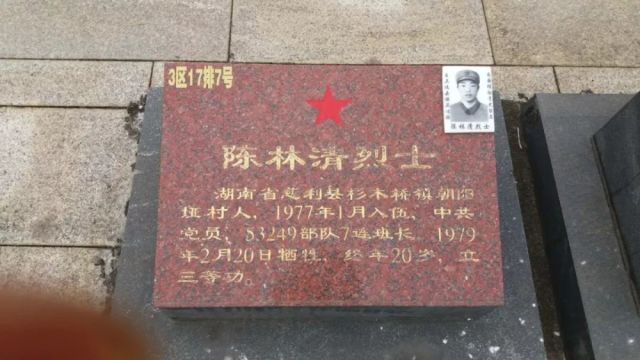 3区17排7号
陈林清烈士
湖南省慈利县杉木桥镇朝阳
垭村人，1977年1月入伍，中共
党员，53249部队7连班长，1979
年2月20日牺牲，终年20岁，立
三等功。
陈林清烈士